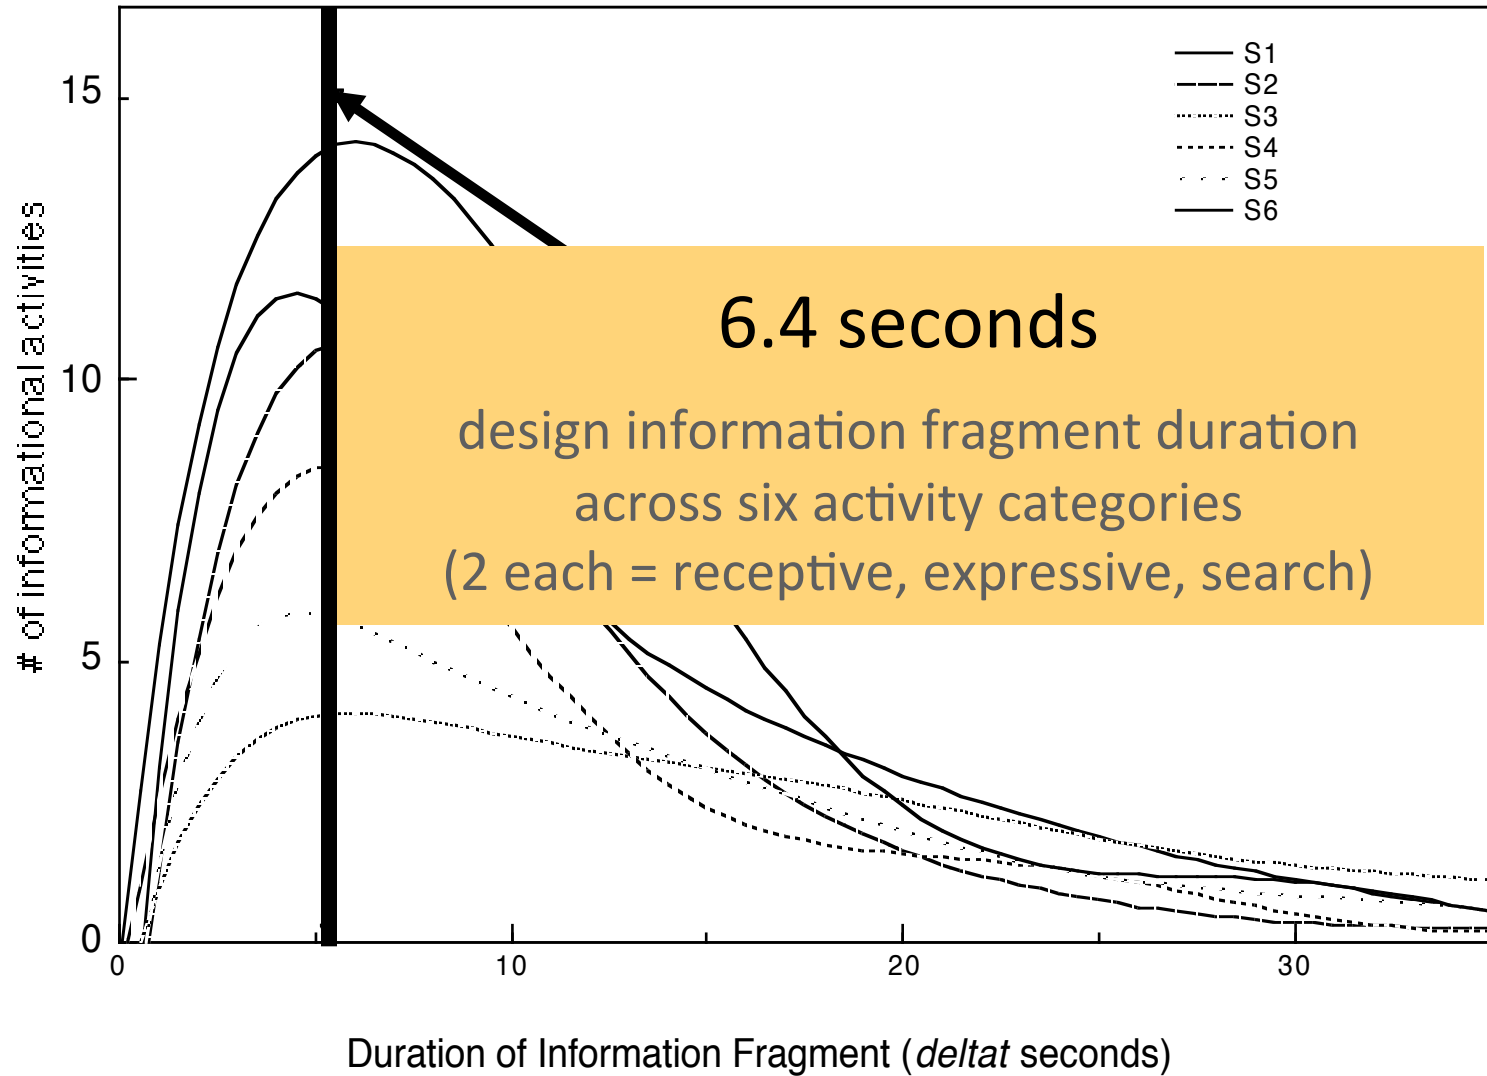 S1
S2
S3
S4
S5
S6
15
10
5
0
# of informational activities
6.4 seconds
design information fragment duration
across six activity categories
(2 each = receptive, expressive, search)
0
10
20
30
Duration of Information Fragment (deltat seconds)